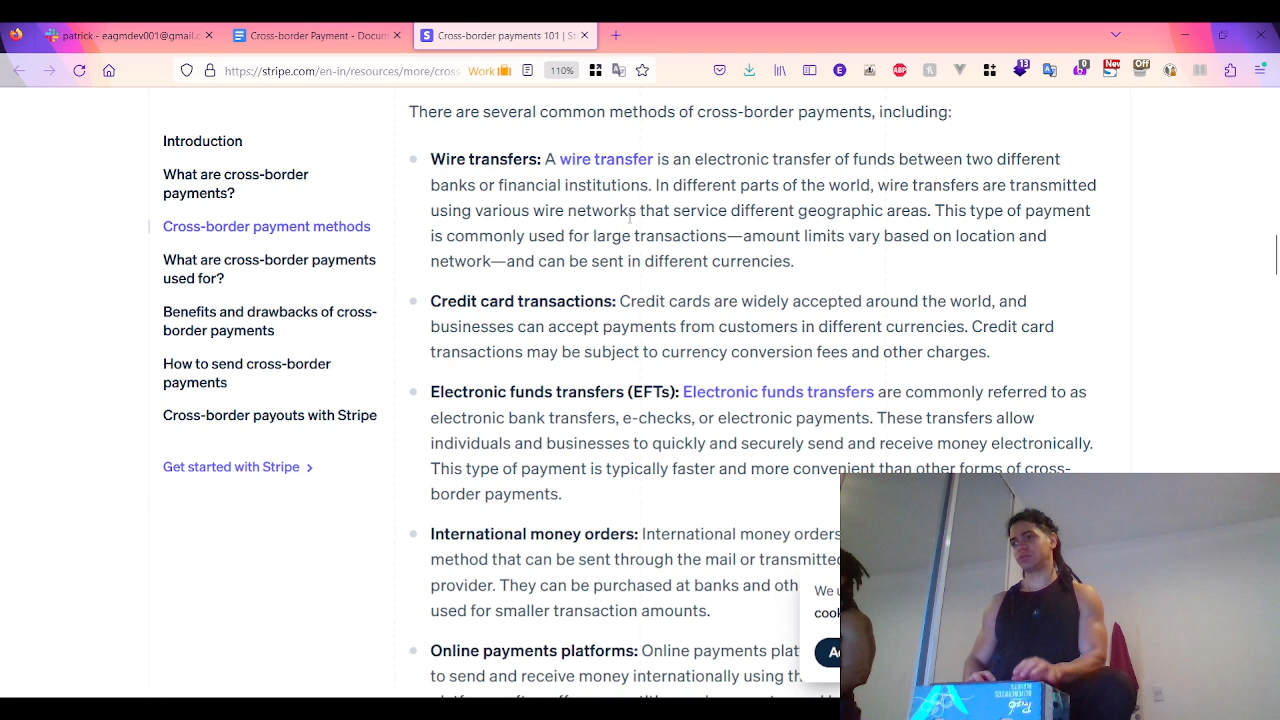 patrick - eagmdev001@gmail.c
Cross-border Payment - Docum
Cross-border payments 101 | St
https://stripe.com/en-in/resources/more/cross
Work
110%
13
0
New
Off
There are several common methods of cross-border payments, including:
Introduction
What are cross-border
payments?
Cross-border payment methods
What are cross-border payments
used for?
Benefits and drawbacks of cross-
border payments
How to send cross-border
payments
Cross-border payouts with Stripe
Get started with Stripe
Wire transfers: A wire transfer is an electronic transfer of funds between two different
banks or financial institutions. In different parts of the world, wire transfers are transmitted
using various wire networks that service different geographic areas. This type of payment
is commonly used for large transactions—amount limits vary based on location and
network—and can be sent in different currencies.
Credit card transactions: Credit cards are widely accepted around the world, and
businesses can accept payments from customers in different currencies. Credit card
transactions may be subject to currency conversion fees and other charges.
Electronic funds transfers (EFTs): Electronic funds transfers are commonly referred to as
electronic bank transfers, e-checks, or electronic payments. These transfers allow
individuals and businesses to quickly and securely send and receive money electronically.
This type of payment is typically faster and more convenient than other forms of cross-
border payments.
International money orders: International money orders
method that can be sent through the mail or transmitted
provider. They can be purchased at banks and oth
used for smaller transaction amounts.
Online payments platforms: Online payments plat
to send and receive money internationally using th
We u
cook